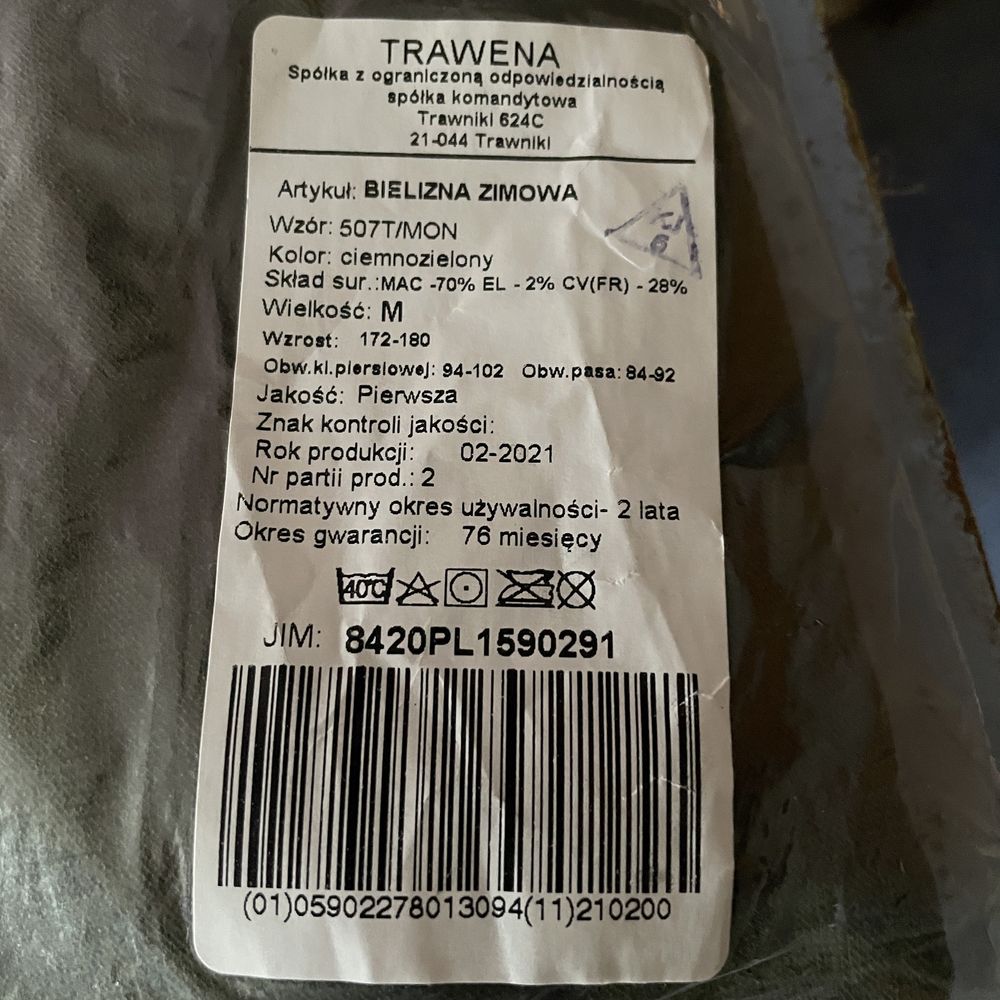 TRAWENA
Spółka z ograniczoną odpowiedzialnością
spółka komandytowa
Trawniki 624C
21-044 Trawniki
Artykuł: BIELIZNA ZIMOWA
Wzór: 507T/MON
Kolor: ciemnozielony
Skład sur.:MAC -70% EL - 2% CV(FR) - 28%
Wielkość: M
Wzrost: 172-180
Obw.kl.piersiowej: 94-102 Obw.pasa: 84-92
Jakość: Pierwsza
Znak kontroli jakości:
Rok produkcji: 02-2021
Nr partii prod.: 2
Normatywny okres używalności- 2 lata
Okres gwarancji: 76 miesięcy
40°C
JIM: 8420PL1590291
(01)05902278013094(11)210200